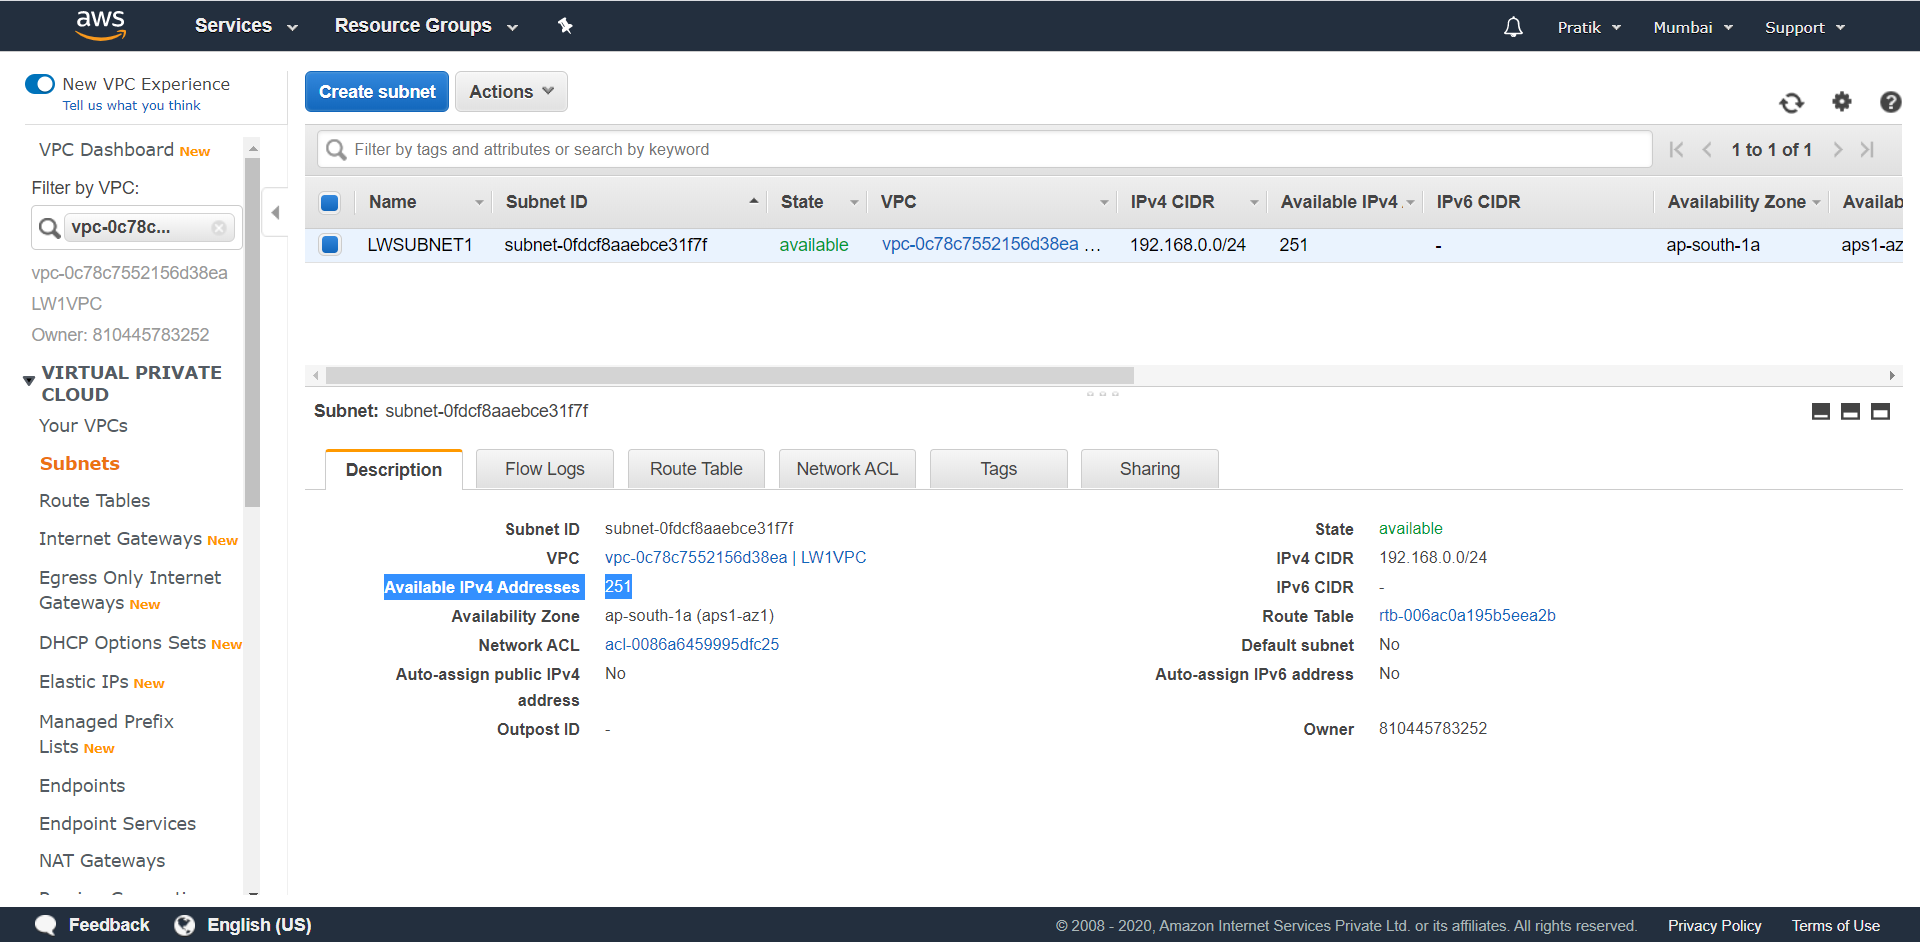 aws Services Resource Groups Pratik Mumbai Support
New VPC Experience
Tell us what you think
VPC Dashboard New
Filter by VPC:
vpc-0c78c...
vpc-0c78c7552156d38ea
LW1VPC
Owner: 810445783252
VIRTUAL PRIVATE
CLOUD
Your VPCs
Subnets
Route Tables
Internet Gateways New
Egress Only Internet
Gateways New
DHCP Options Sets New
Elastic IPs New
Managed Prefix
Lists New
Endpoints
Endpoint Services
NAT Gateways
Create subnet Actions
Filter by tags and attributes or search by keyword 1 to 1 of 1
Name Subnet ID State VPC IPv4 CIDR Available IPv4 IPv6 CIDR Availability Zone Availab
LWSUBNET1 subnet-0fdcf8aaebce31f7f available vpc-0c78c7552156d38ea ... 192.168.0.0/24 251 - ap-south-1a aps1-az
Subnet: subnet-0fdcf8aaebce31f7f
Description Flow Logs Route Table Network ACL Tags Sharing
Subnet ID subnet-0fdcf8aaebce31f7f State available
VPC vpc-0c78c7552156d38ea | LW1VPC IPv4 CIDR 192.168.0.0/24
Available IPv4 Addresses 251 IPv6 CIDR -
Availability Zone ap-south-1a (aps1-az1) Route Table rtb-006ac0a195b5eea2b
Network ACL acl-0086a6459995dfc25 Default subnet No
Auto-assign public IPv4 No Auto-assign IPv6 address No
address
Outpost ID - Owner 810445783252
Feedback English (US) © 2008 - 2020, Amazon Internet Services Private Ltd. or its affiliates. All rights reserved. Privacy Policy Terms of Use